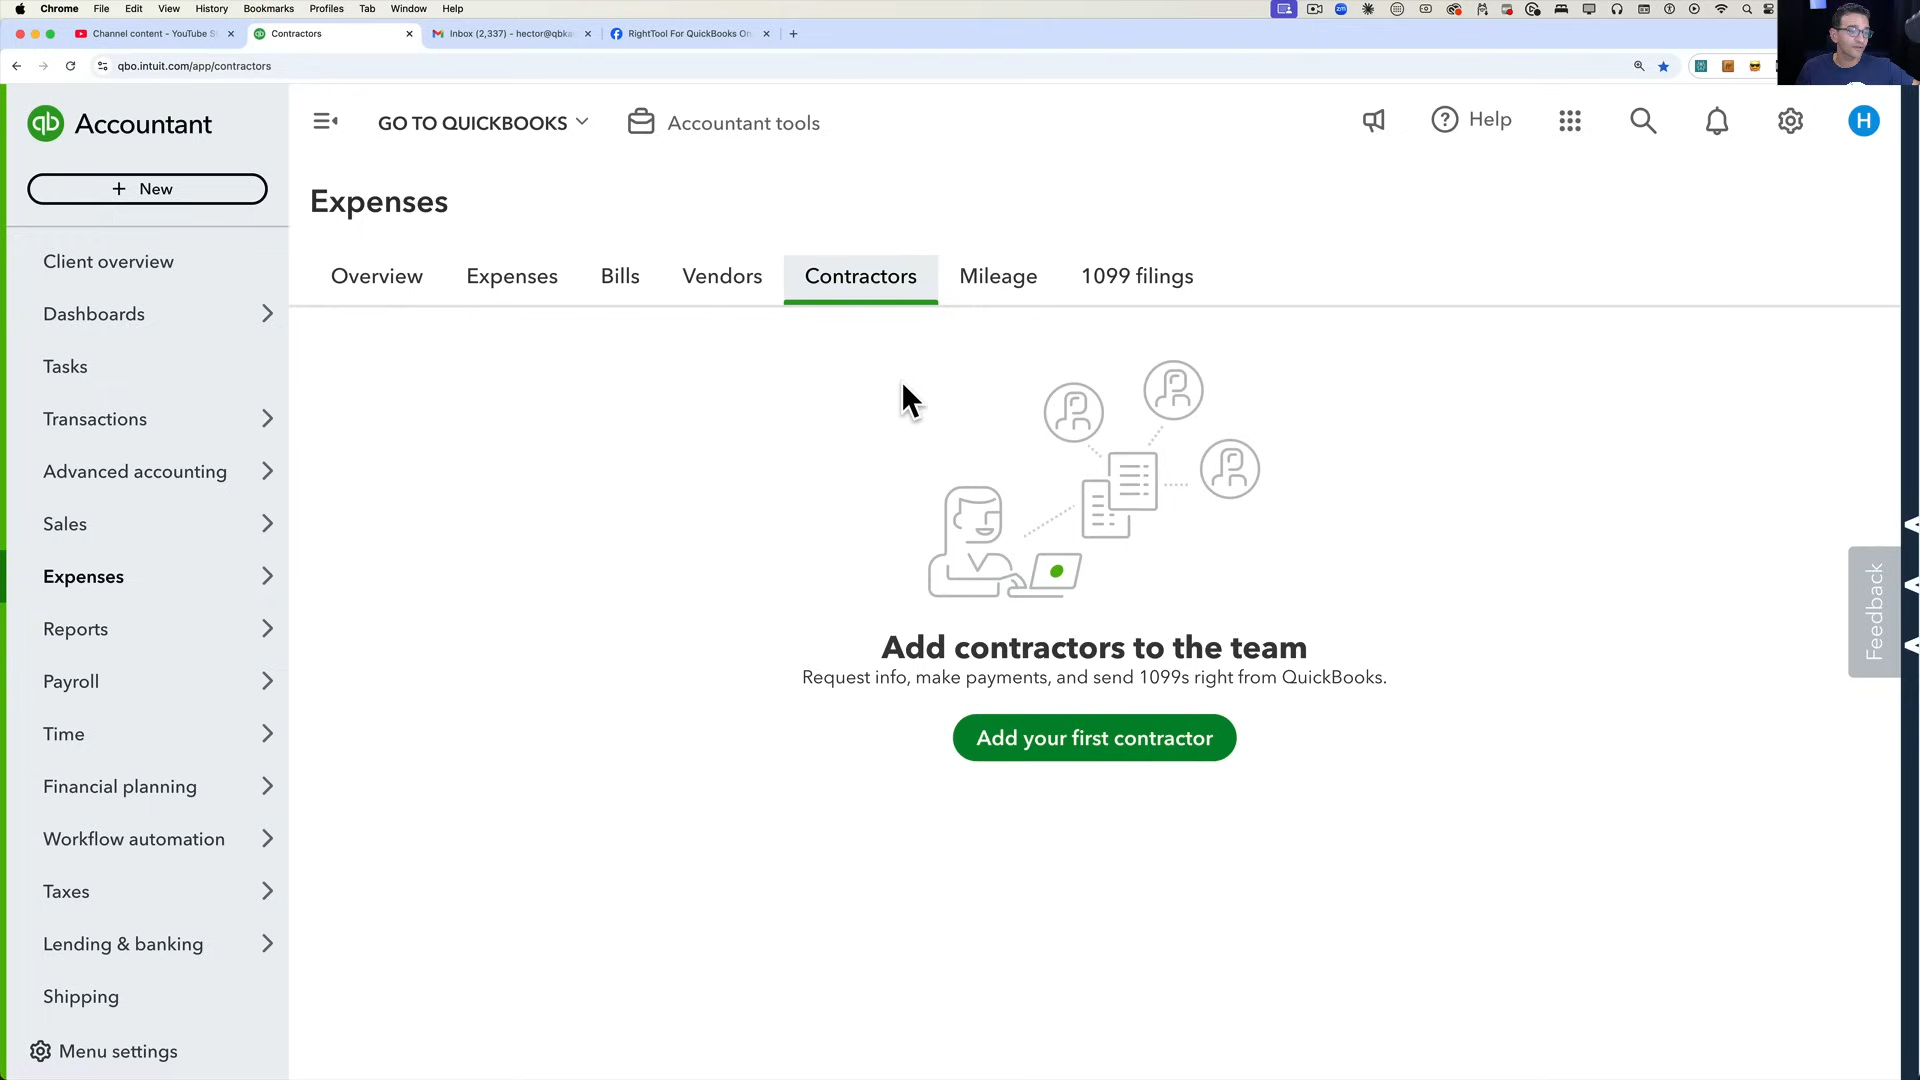 Chrome File Edit View History Bookmarks Profiles Tab Window Help
Channel content - YouTube S
Contractors
Inbox (2,337) - hector@qbka
RightTool For QuickBooks On
qbo.intuit.com/app/contractors
qb Accountant
GO TO QUICKBOOKS
Accountant tools
Help
H
+ New
Expenses
Overview Expenses Bills Vendors Contractors Mileage 1099 filings
Client overview
Dashboards
Tasks
Transactions
Advanced accounting
Sales
Expenses
Reports
Payroll
Time
Financial planning
Workflow automation
Taxes
Lending & banking
Shipping
Menu settings
Add contractors to the team
Request info, make payments, and send 1099s right from QuickBooks.
Add your first contractor
Feedback